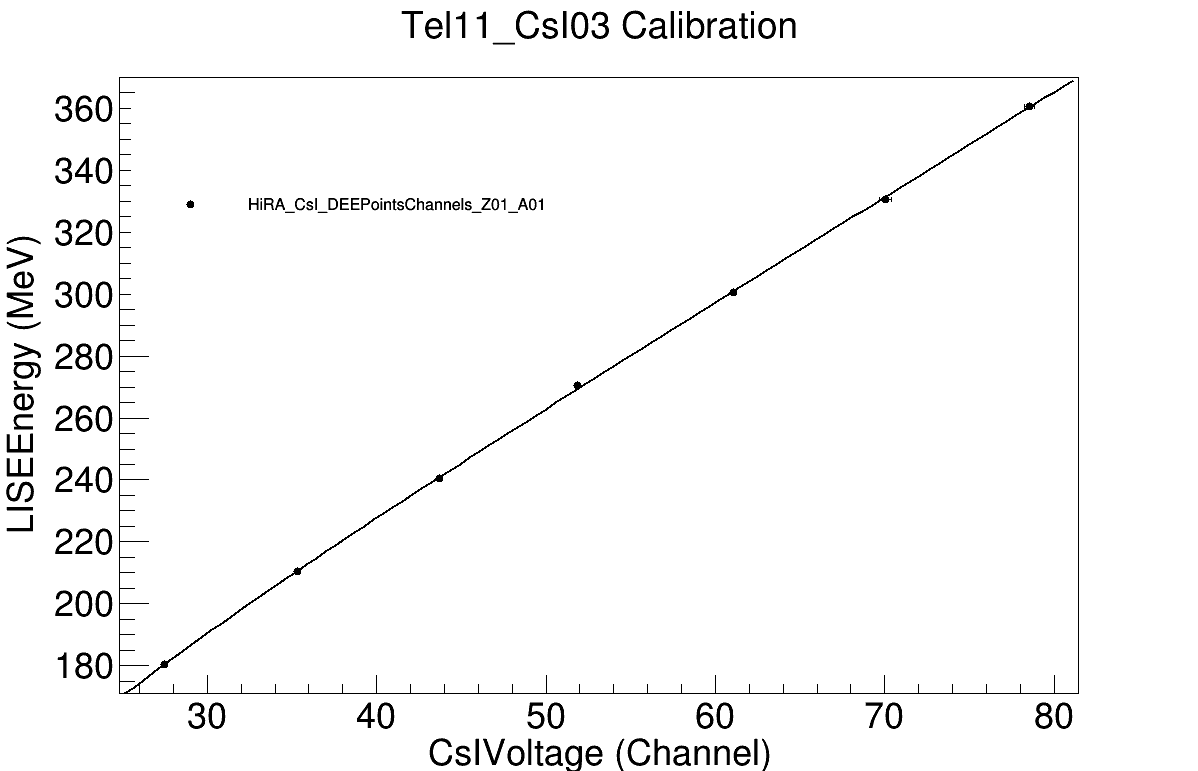 Tel11_CsI03 Calibration
360
340
320
300
280
260
240
220
200
180
LISEEnergy (MeV)
HiRA_CsI_DEEPointsChannels_Z01_A01
30 40 50 60 70 80
CsIVoltage (Channel)